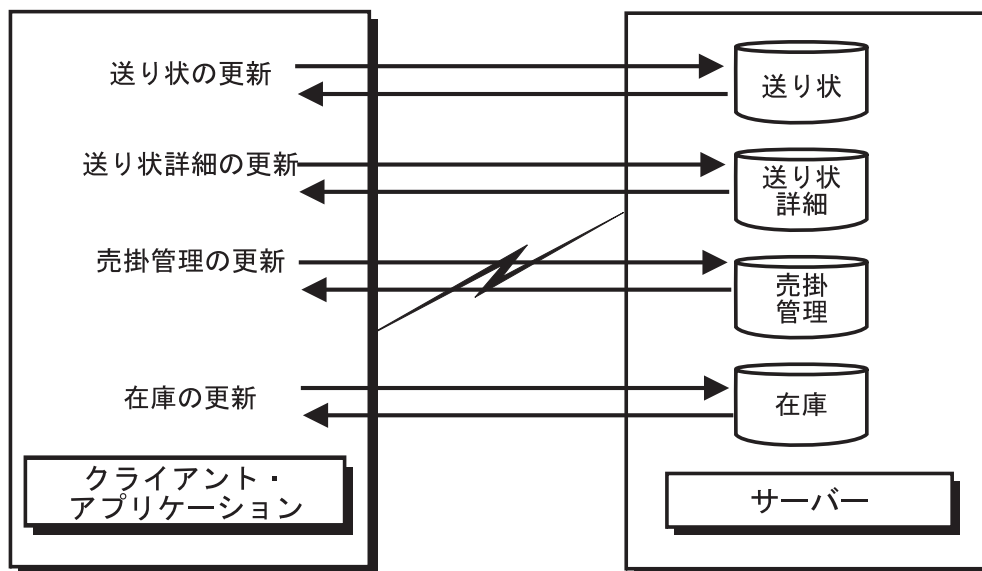 送り状の更新
送り状
送り状詳細の更新
送り状
詳細
売掛管理の更新
売掛
管理
在庫の更新
在庫
クライアント・
アプリケーション
サーバー